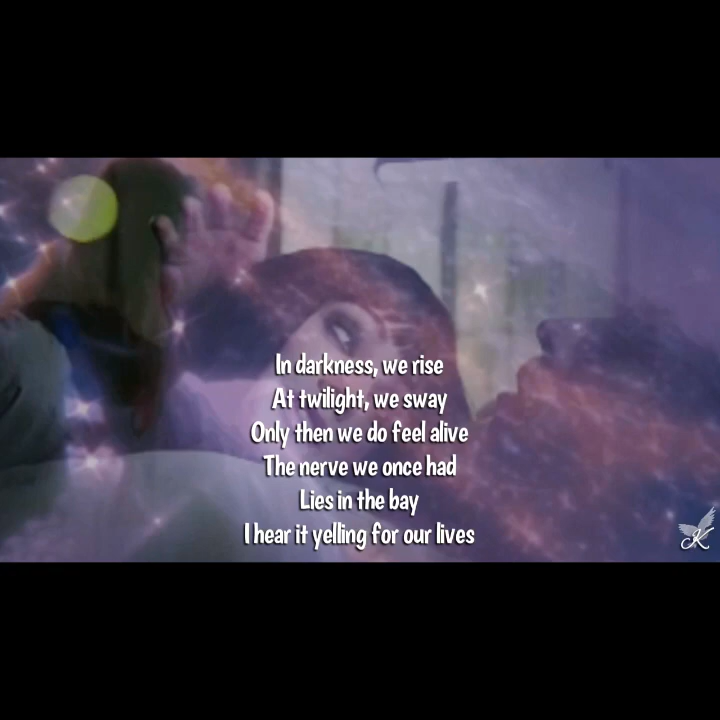 In darkness, we rise
At twilight, we sway
Only then we do feel alive
The nerve we once had
Lies in the bay
I hear it yelling for our lives
K